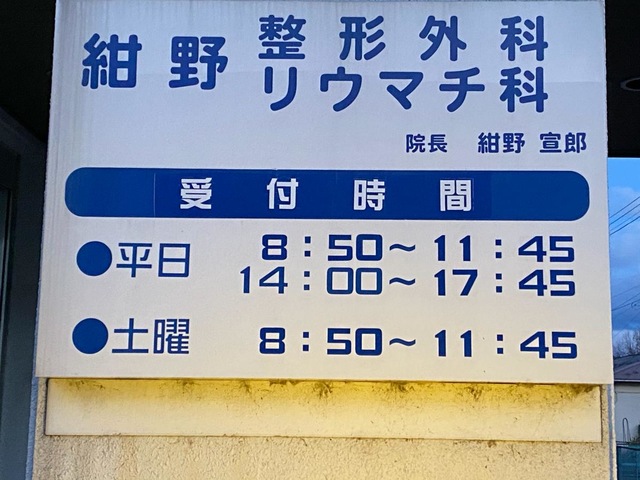 紺野 整形外科
リウマチ科
院長 紺野 宣郎
受付時間
●平日 8:50～11:45
14:00～17:45
●土曜 8:50～11:45